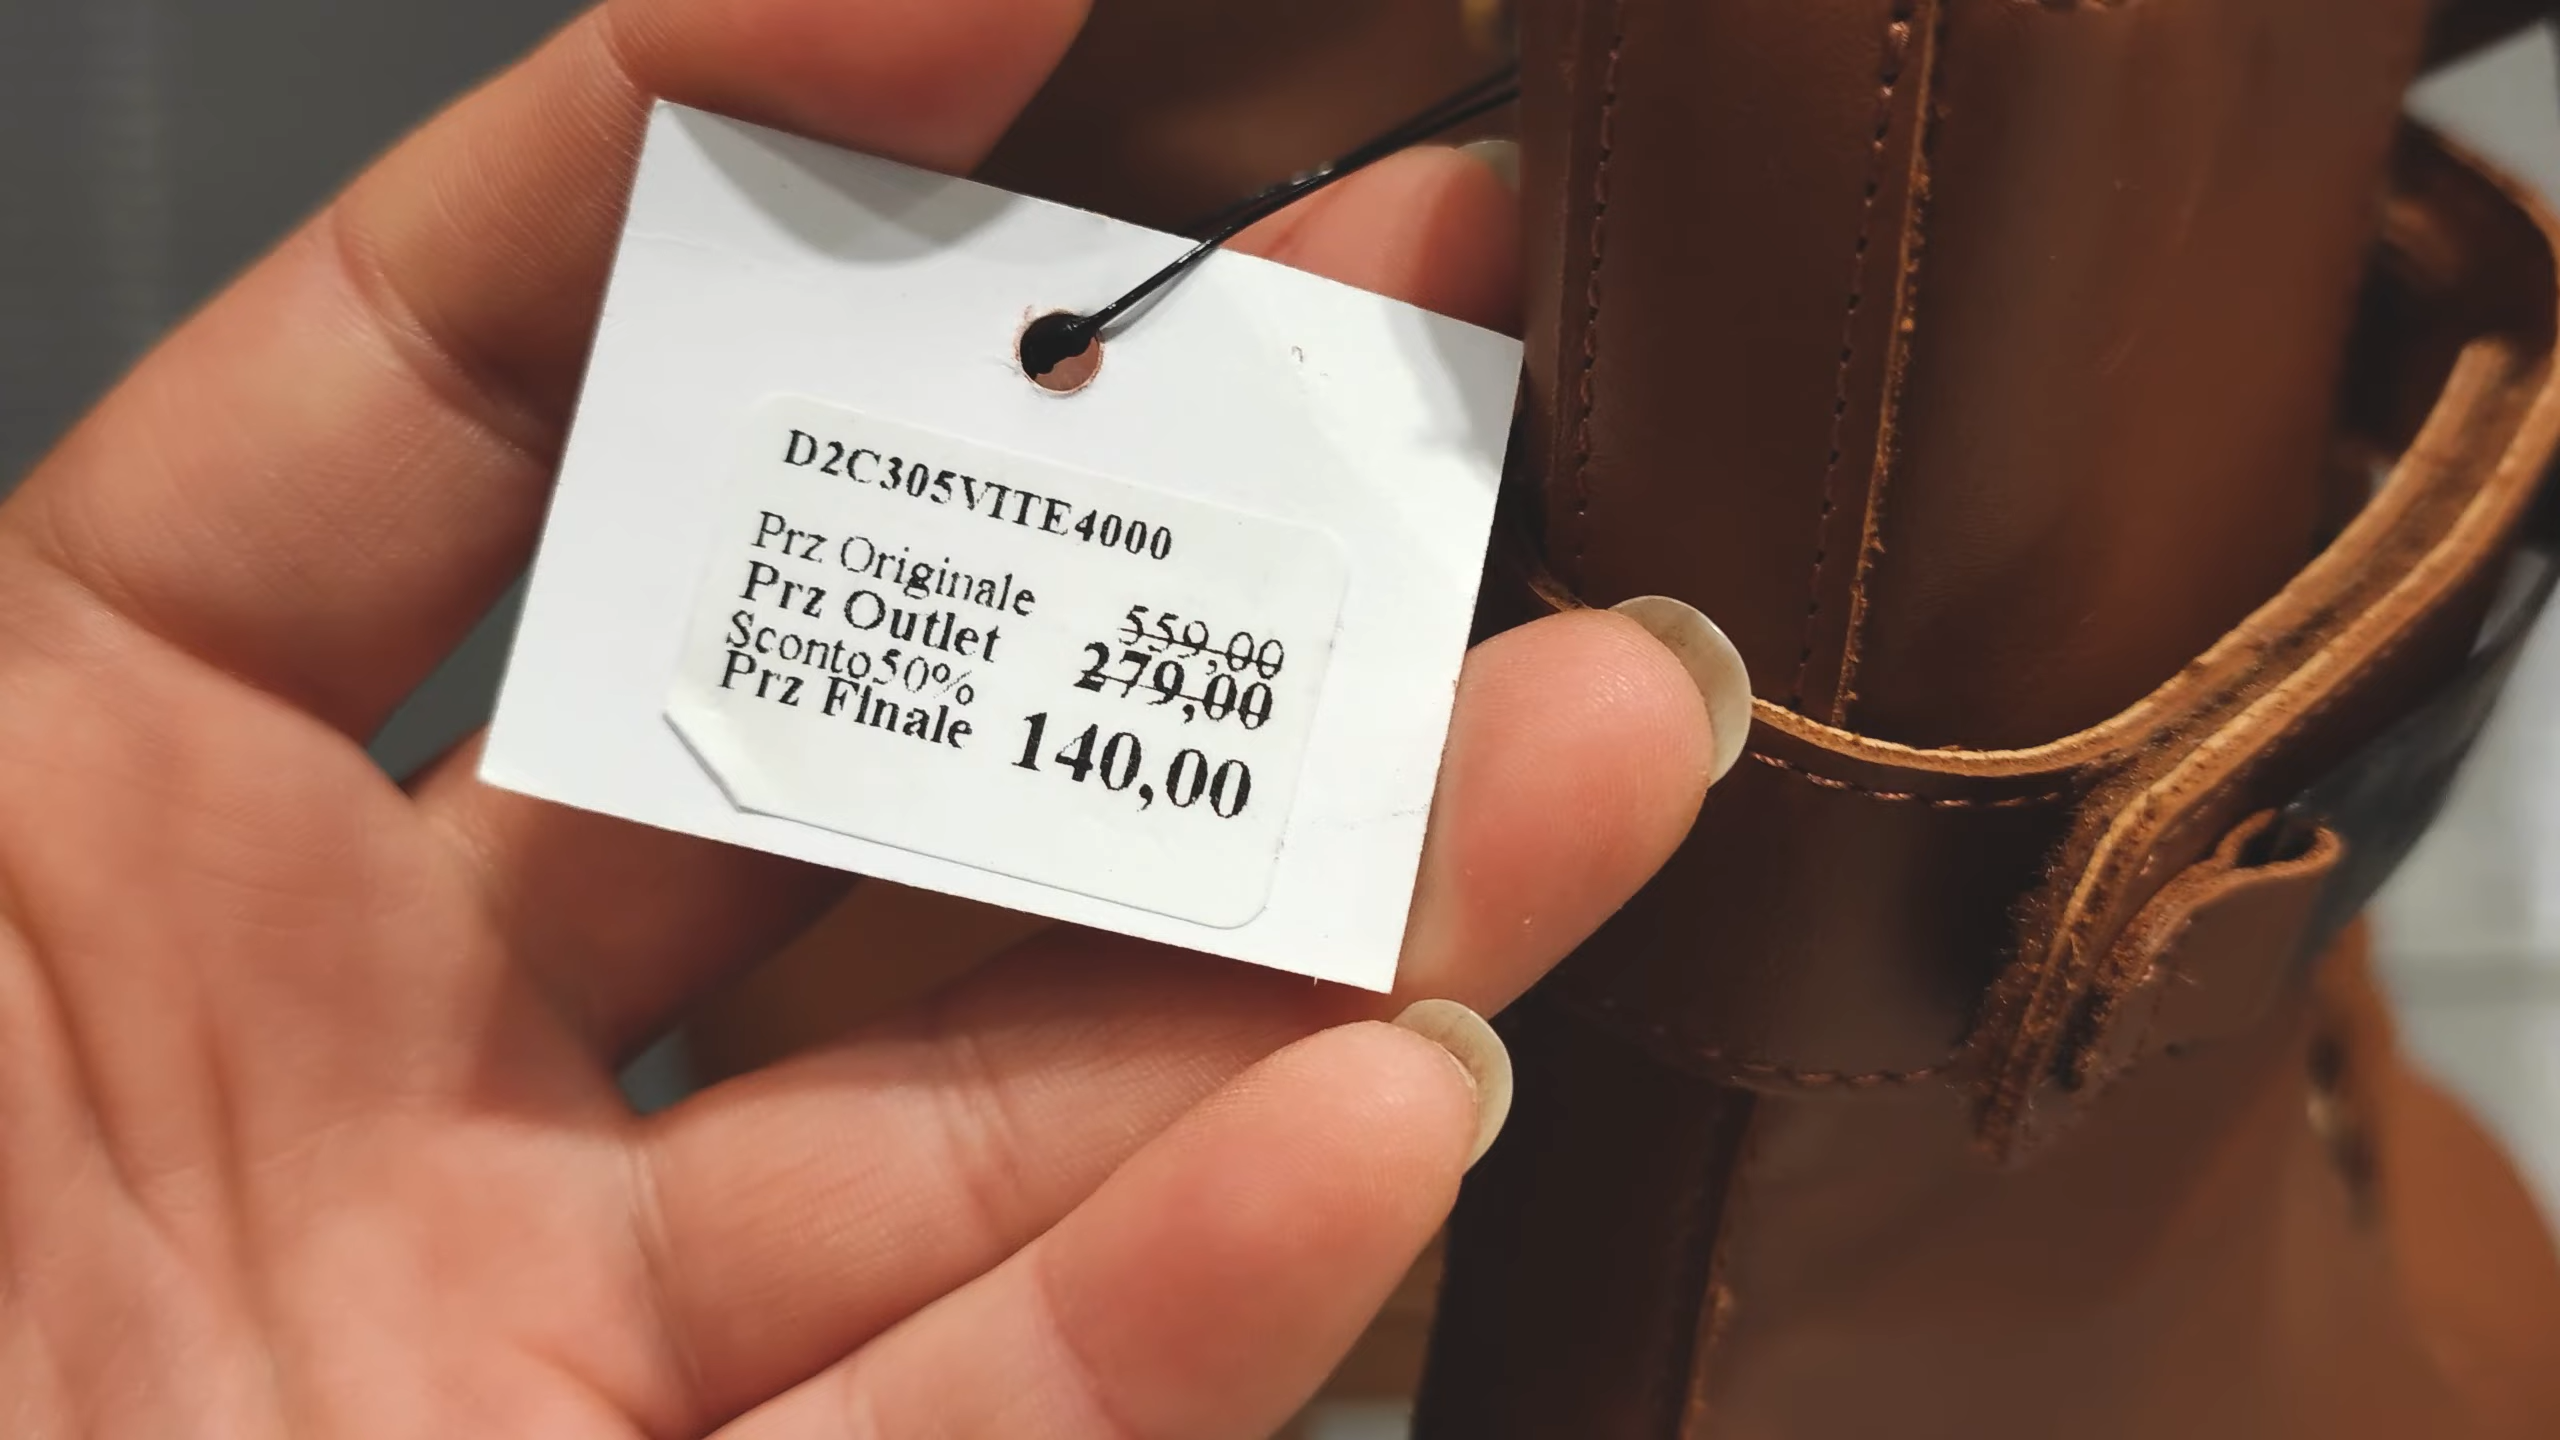 D2C305VITE4000
Prz Originale 559,00
Prz Outlet 279,00
Sconto50%
Prz Finale 140,00